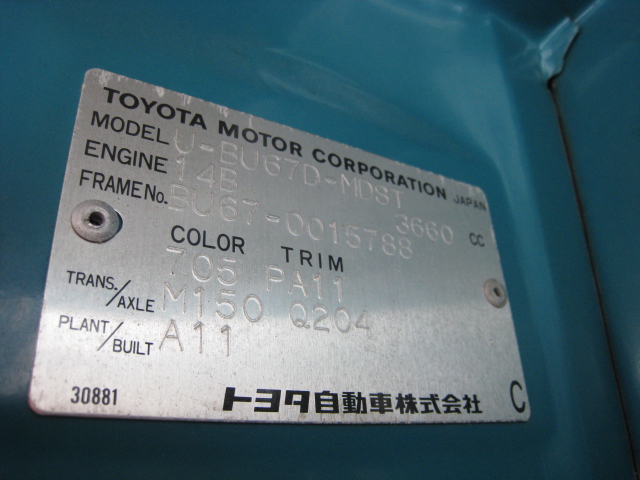 TOYOTA MOTOR CORPORATION JAPAN
MODEL U-BU67D-MDST
ENGINE 14B 3660 CC
FRAME No. BU67-0015788
COLOR TRIM
705 PA11
TRANS./AXLE M150 Q204
PLANT/BUILT A11
30881 トヨタ自動車株式会社 C